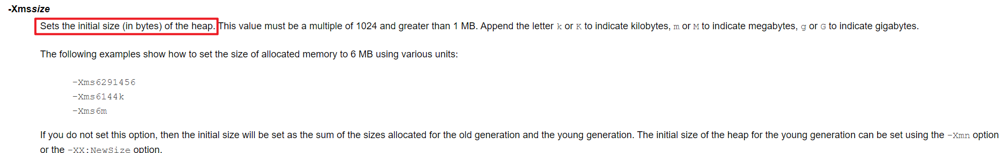 -Xmssize
Sets the initial size (in bytes) of the heap. This value must be a multiple of 1024 and greater than 1 MB. Append the letter k or K to indicate kilobytes, m or M to indicate megabytes, g or G to indicate gigabytes.
The following examples show how to set the size of allocated memory to 6 MB using various units:
-Xms6291456
-Xms6144k
-Xms6m
If you do not set this option, then the initial size will be set as the sum of the sizes allocated for the old generation and the young generation. The initial size of the heap for the young generation can be set using the -Xmn option
or the -XX:NewSize option.